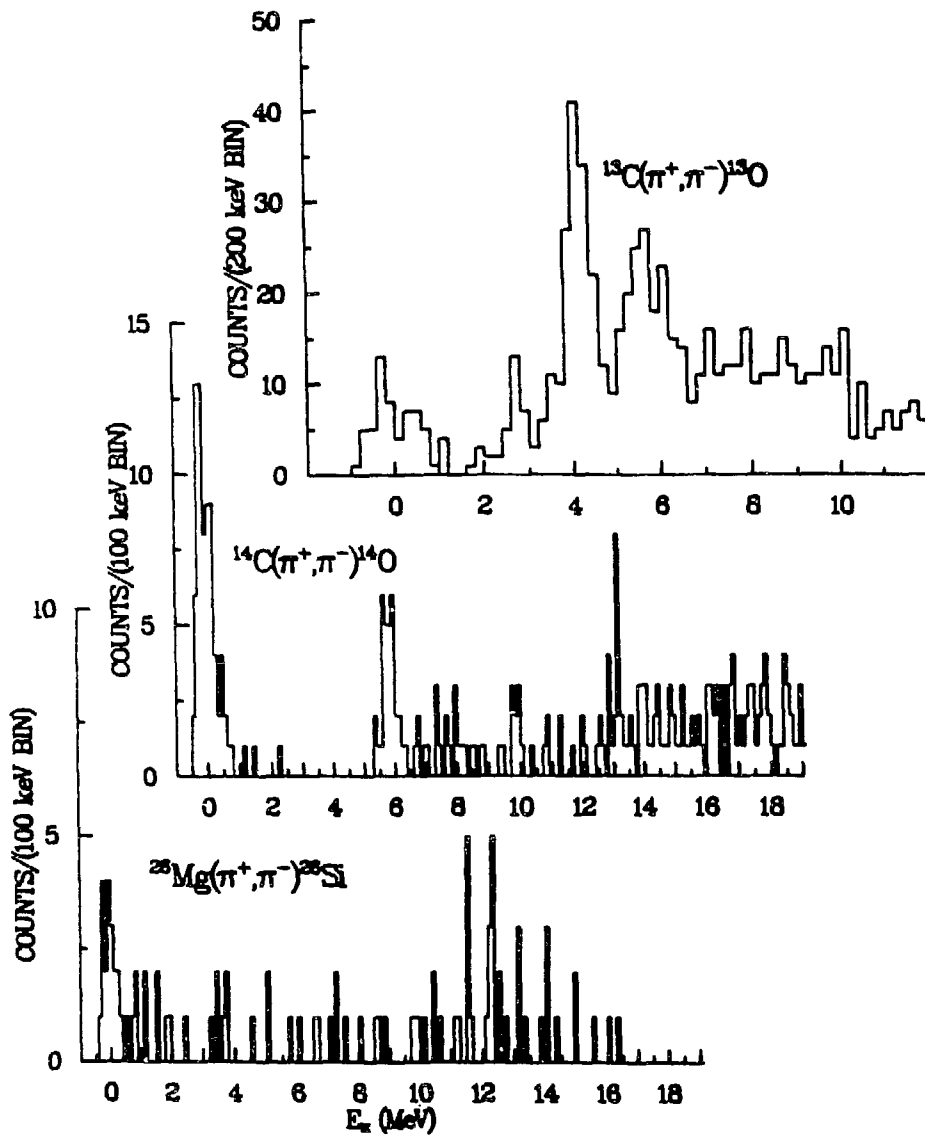 50
40
30
20
10
0
COUNTS/(200 keV BIN)
¹³C(π⁺,π⁻)¹³O
0 2 4 6 8 10
15
10
5
0
COUNTS/(100 keV BIN)
¹⁴C(π⁺,π⁻)¹⁴O
0 2 4 6 8 10 12 14 16 18
10
5
0
COUNTS/(100 keV BIN)
²⁶Mg(π⁺,π⁻)²⁶Si
0 2 4 6 8 10 12 14 16 18
Eₓ (MeV)